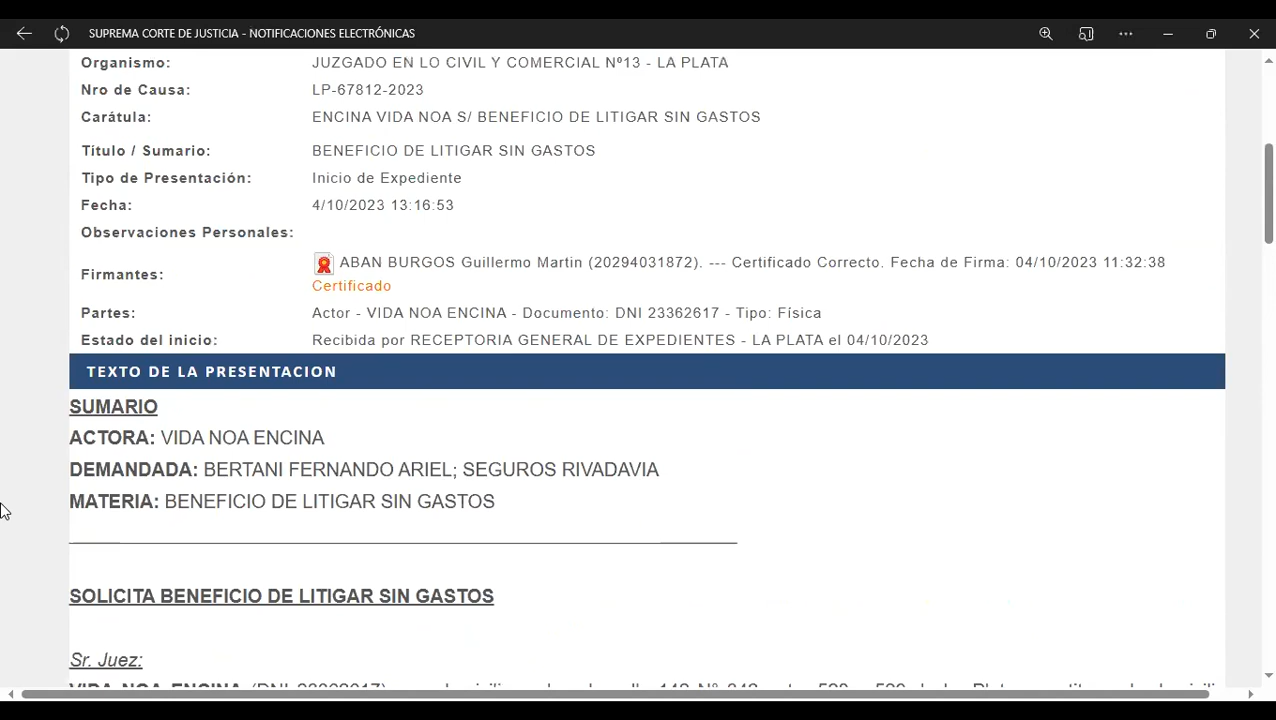 SUPREMA CORTE DE JUSTICIA - NOTIFICACIONES ELECTRÓNICAS
Organismo: JUZGADO EN LO CIVIL Y COMERCIAL Nº13 - LA PLATA
Nro de Causa: LP-67812-2023
Carátula: ENCINA VIDA NOA S/ BENEFICIO DE LITIGAR SIN GASTOS
Título / Sumario: BENEFICIO DE LITIGAR SIN GASTOS
Tipo de Presentación: Inicio de Expediente
Fecha: 4/10/2023 13:16:53
Observaciones Personales:
Firmantes: ABAN BURGOS Guillermo Martin (20294031872). --- Certificado Correcto. Fecha de Firma: 04/10/2023 11:32:38
Certificado
Partes: Actor - VIDA NOA ENCINA - Documento: DNI 23362617 - Tipo: Física
Estado del inicio: Recibida por RECEPTORIA GENERAL DE EXPEDIENTES - LA PLATA el 04/10/2023
TEXTO DE LA PRESENTACION
SUMARIO
ACTORA: VIDA NOA ENCINA
DEMANDADA: BERTANI FERNANDO ARIEL; SEGUROS RIVADAVIA
MATERIA: BENEFICIO DE LITIGAR SIN GASTOS
SOLICITA BENEFICIO DE LITIGAR SIN GASTOS
Sr. Juez:
VIDA NOA ENCINA